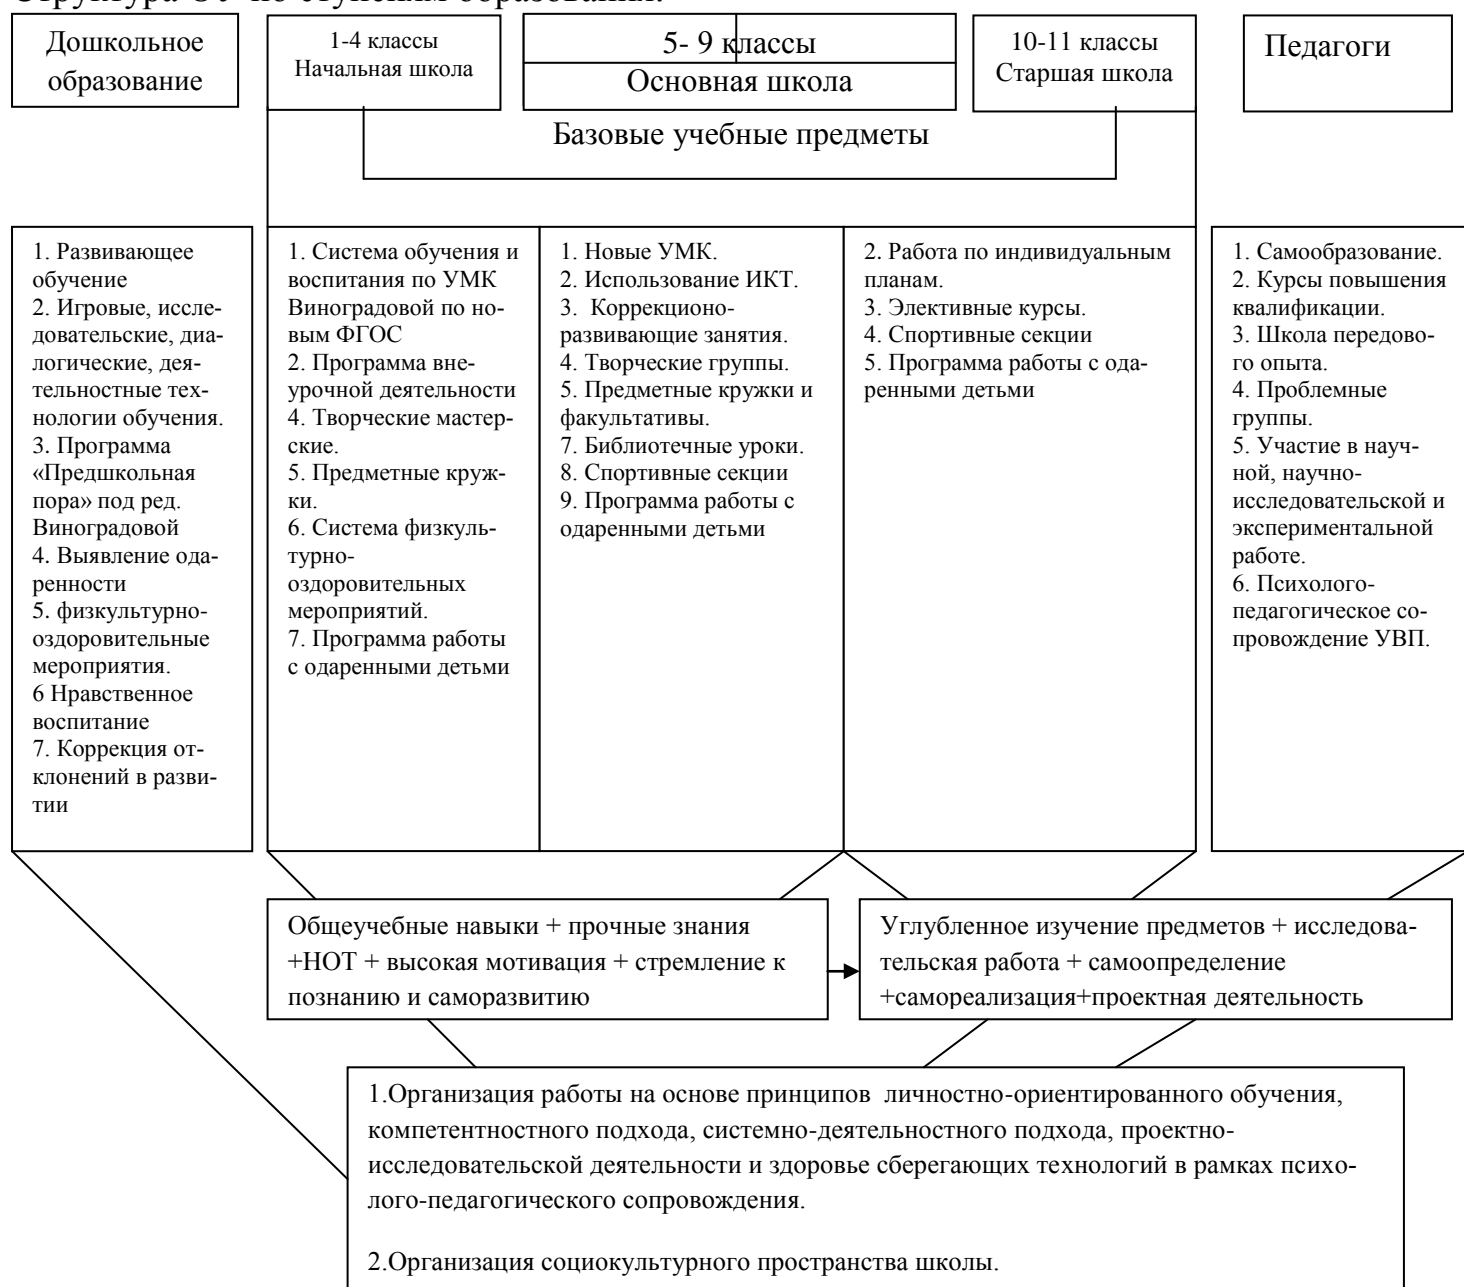 Структура ОУ по ступеням образования.
Дошкольное
образование
1-4 классы
Начальная школа
5- 9 классы
Основная школа
10-11 классы
Старшая школа
Педагоги
Базовые учебные предметы
1. Развивающее
обучение
2. Игровые, иссле-
довательские, диа-
логические, дея-
тельностные тех-
нологии обучения.
3. Программа
«Предшкольная
пора» под ред.
Виноградовой
4. Выявление ода-
ренности
5. физкультурно-
оздоровительные
мероприятия.
6 Нравственное
воспитание
7. Коррекция от-
клонений в разви-
тии
1. Система обучения и
воспитания по УМК
Виноградовой по но-
вым ФГОС
2. Программа вне-
урочной деятельности
4. Творческие мастер-
ские.
5. Предметные круж-
ки.
6. Система физкуль-
турно-
оздоровительных
мероприятий.
7. Программа работы
с одаренными детьми
1. Новые УМК.
2. Использование ИКТ.
3. Коррекционо-
развивающие занятия.
4. Творческие группы.
5. Предметные кружки и
факультативы.
7. Библиотечные уроки.
8. Спортивные секции
9. Программа работы с
одаренными детьми
2. Работа по индивидуальным
планам.
3. Элективные курсы.
4. Спортивные секции
5. Программа работы с ода-
ренными детьми
1. Самообразование.
2. Курсы повышения
квалификации.
3. Школа передово-
го опыта.
4. Проблемные
группы.
5. Участие в науч-
ной, научно-
исследовательской и
экспериментальной
работе.
6. Психолого-
педагогическое со-
провождение УВП.
Общеучебные навыки + прочные знания
+НОТ + высокая мотивация + стремление к
познанию и саморазвитию
Углубленное изучение предметов + исследова-
тельская работа + самоопределение
+самореализация+проектная деятельность
1.Организация работы на основе принципов личностно-ориентированного обучения,
компетентностного подхода, системно-деятельностного подхода, проектно-
исследовательской деятельности и здоровье сберегающих технологий в рамках психо-
лого-педагогического сопровождения.
2.Организация социокультурного пространства школы.